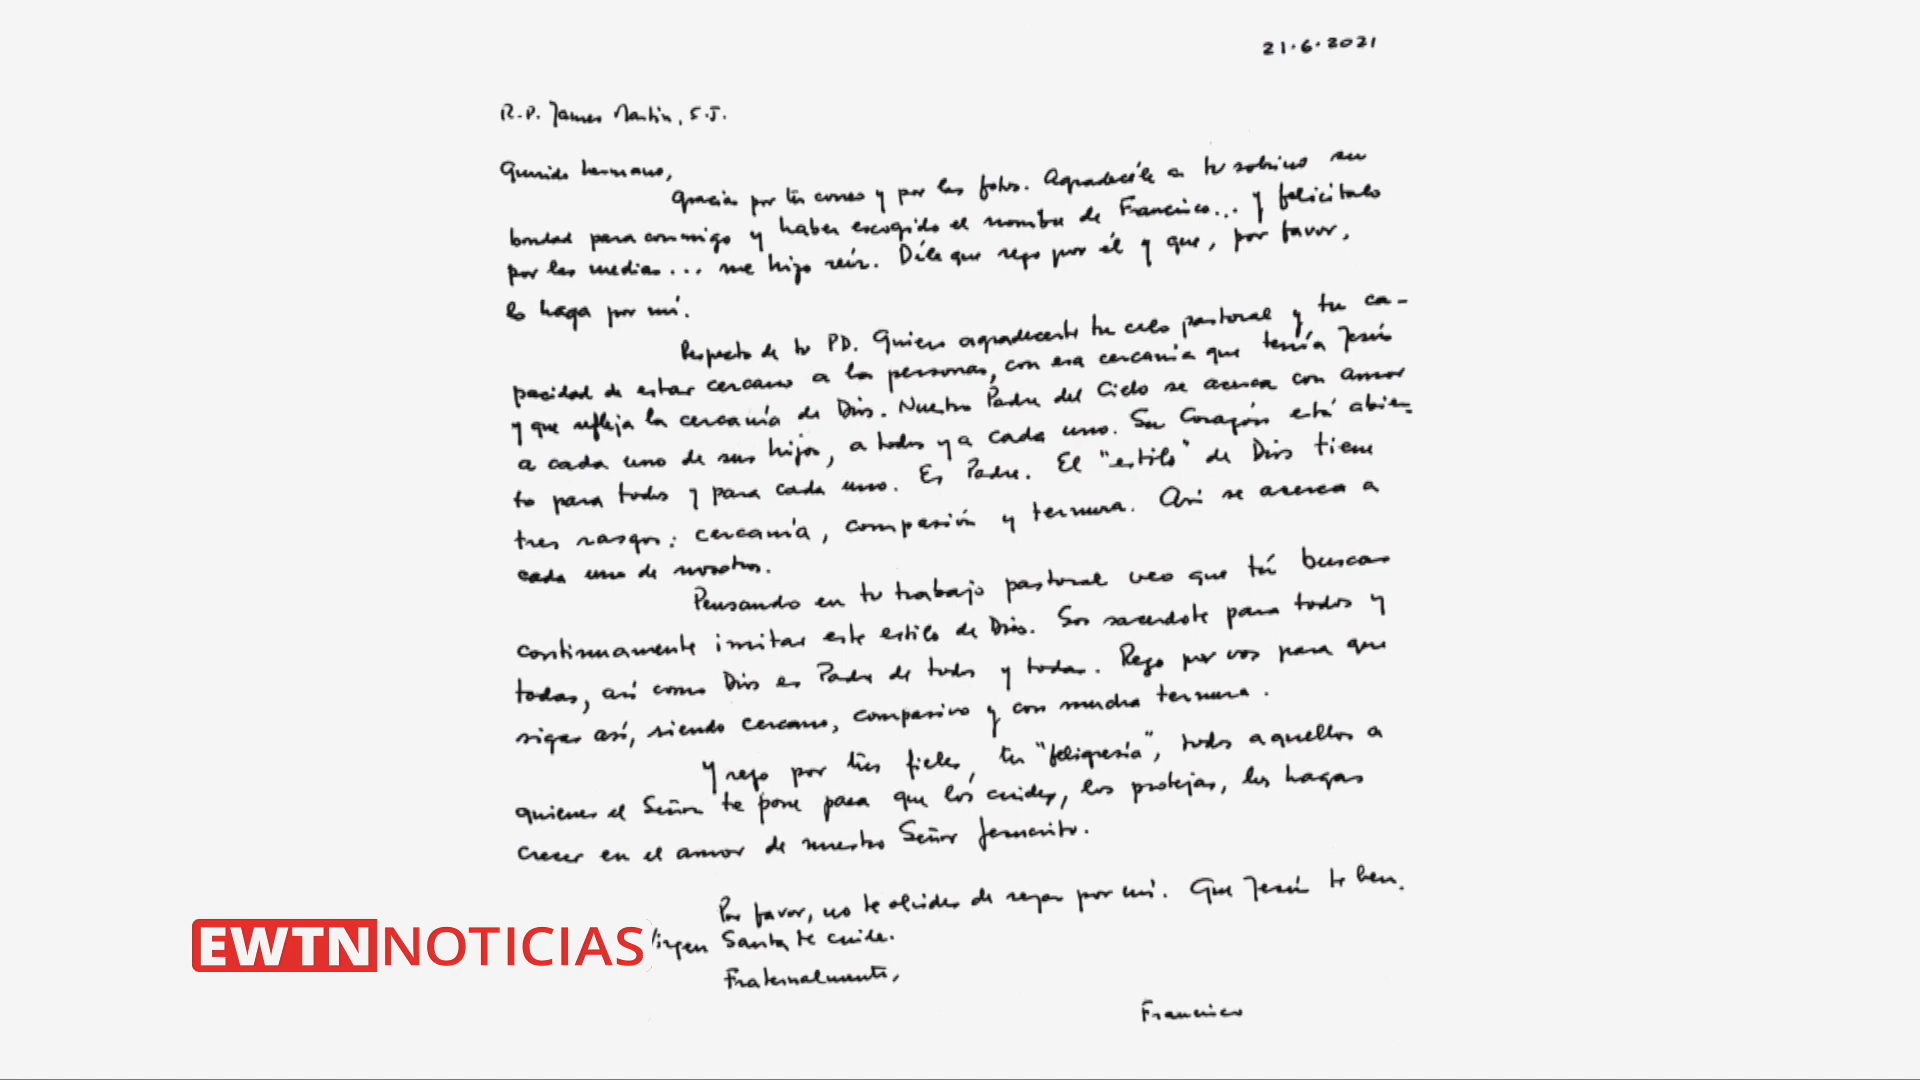 21·6·2021
R.P. James Martin, S.J.
Querido hermano,
Gracias por tu correo y por las fotos. Agradecéle a tu sobrino su
bondad para conmigo y haber escogido el nombre de Francisco... y felicitalo
por las medias... me hizo reír. Díle que rezo por él y que, por favor,
lo haga por mí.
Respecto de tu PD. Quiero agradecerte tu celo pastoral y tu ca-
pacidad de estar cercano a las personas, con esa cercanía que tenía Jesús
y que refleja la cercanía de Dios. Nuestro Padre del Cielo se acerca con amor
a cada uno de sus hijos, a todos y a cada uno. Su Corazón está abier-
to para todos y para cada uno. Es Padre. El "estilo" de Dios tiene
tres rasgos: cercanía, compasión y ternura. Así se acerca a
cada uno de nosotros.
Pensando en tu trabajo pastoral veo que tú buscas
continuamente imitar este estilo de Dios. Sos sacerdote para todos y
todas, así como Dios es Padre de todos y todas. Rezo por vos para que
sigas así, siendo cercano, compasivo y con mucha ternura.
Y rezo por tus fieles, tu "feligresía", todos aquellos a
quienes el Señor te pone para que los cuides, los protejas, los hagas
crecer en el amor de nuestro Señor Jesucristo.
Por favor, no te olvides de rezar por mí. Que Jesús te ben-
Virgen Santa te cuide.
Fraternalmente,
Francisco
EWTN NOTICIAS